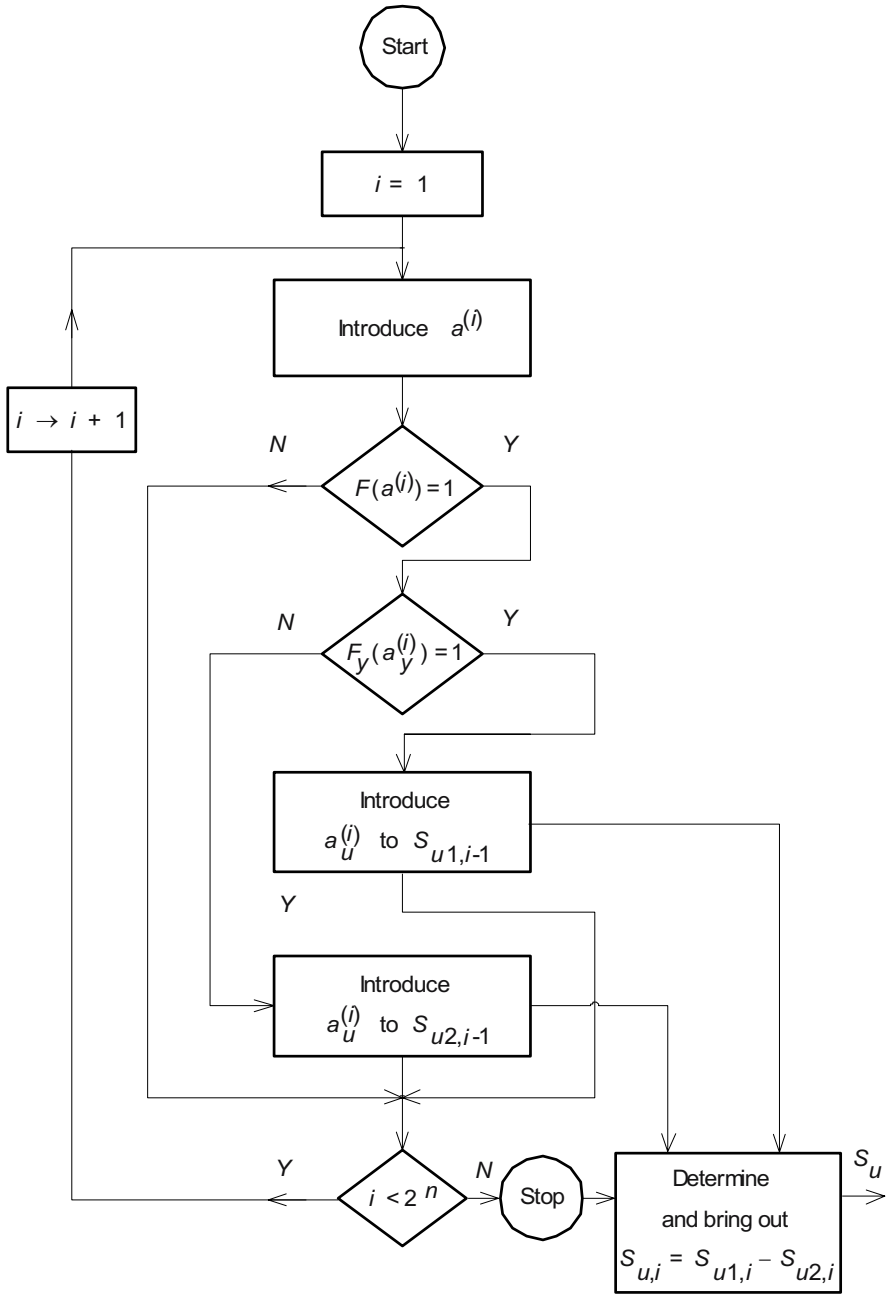 Start
i = 1
Introduce a^(i)
i → i + 1
N
Y
F(a^(i)) = 1
N
Y
F_y(a_y^(i)) = 1
Introduce
a_u^(i) to S_u1,i-1
Y
Introduce
a_u^(i) to S_u2,i-1
Y
i < 2^n
N
Stop
Determine
and bring out
S_u,i = S_u1,i − S_u2,i
S_u